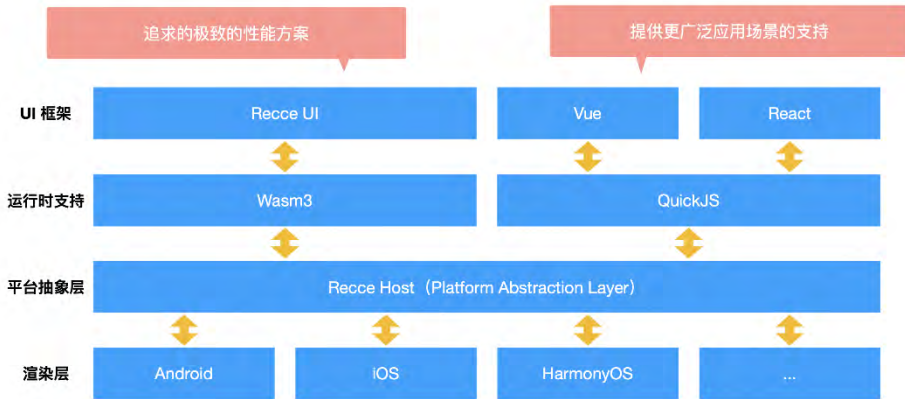 追求的极致的性能方案
提供更广泛应用场景的支持
UI 框架
Recce UI
Vue
React
运行时支持
Wasm3
QuickJS
平台抽象层
Recce Host（Platform Abstraction Layer）
渲染层
Android
iOS
HarmonyOS
...